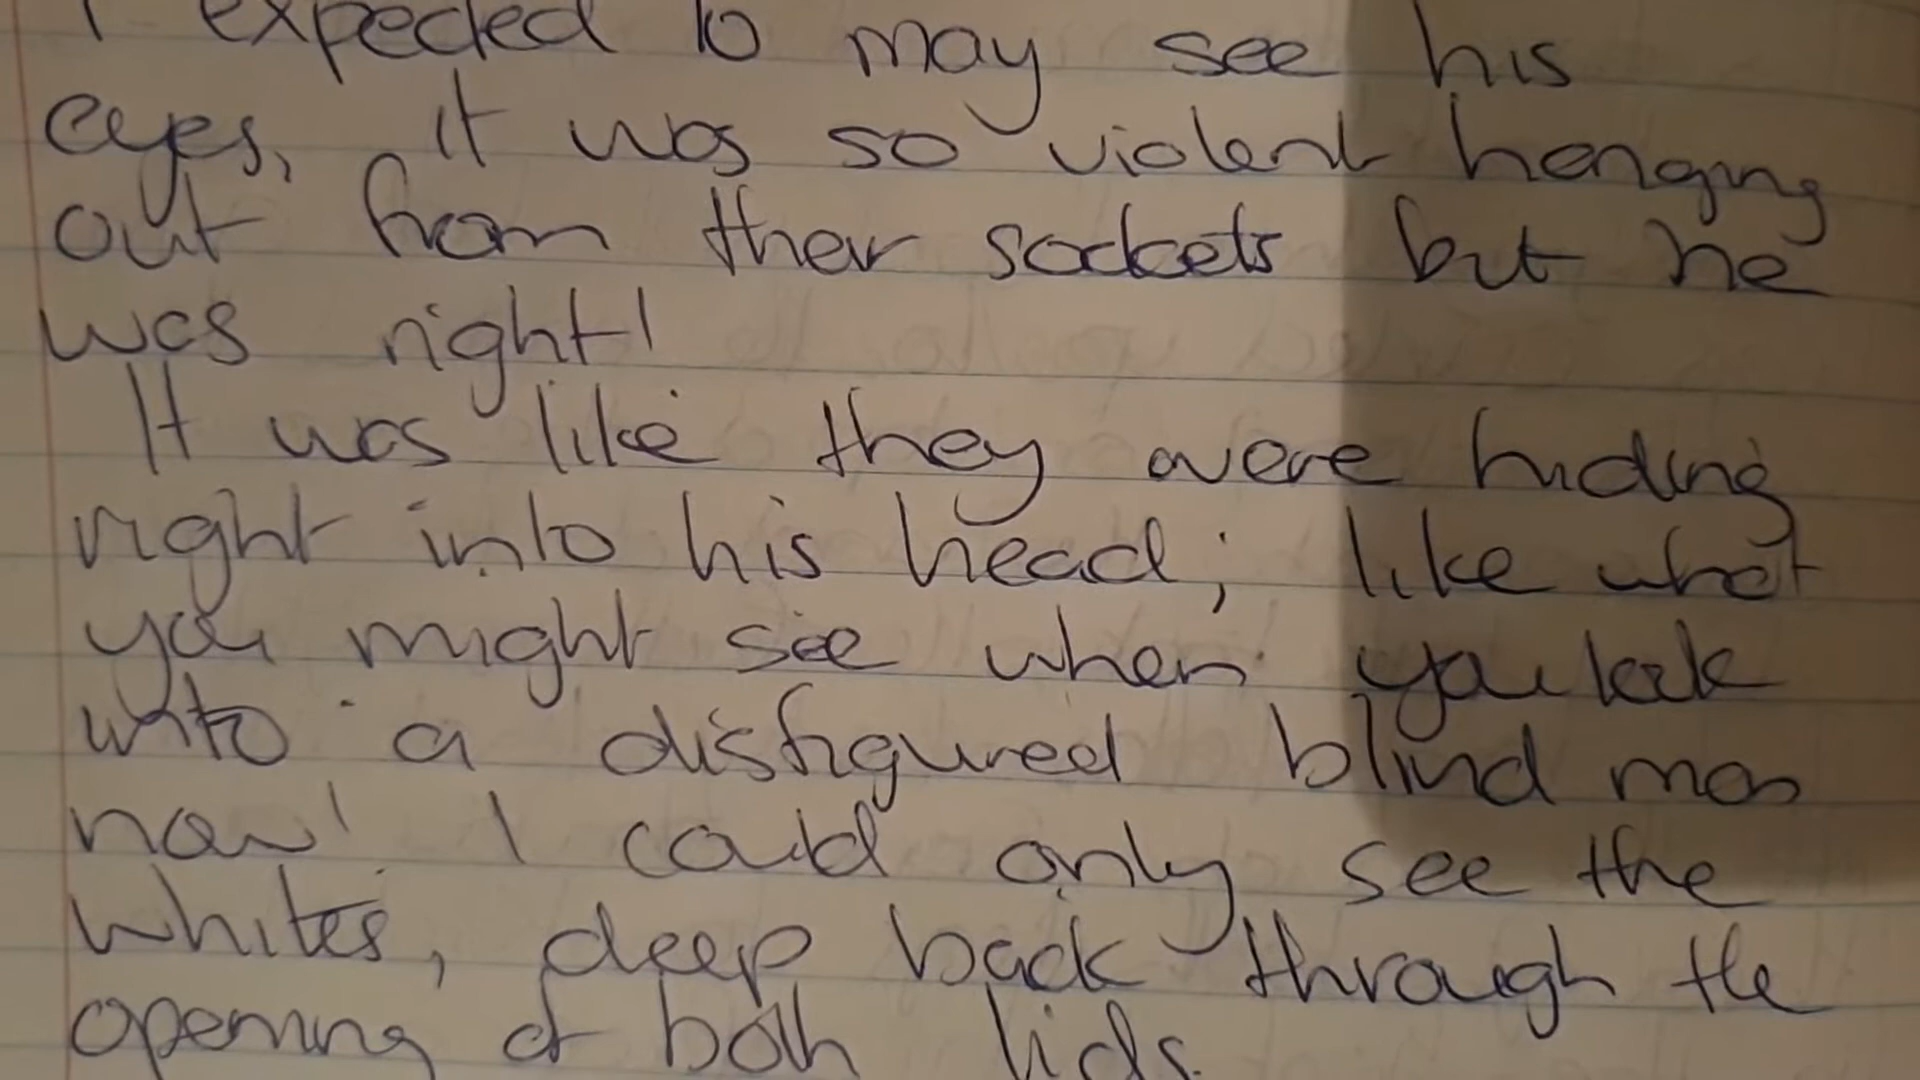 I expected to may see his
eyes, it was so violent hanging
out from their sockets but he
was right!
It was like they were hiding
right into his head; like what
you might see when you look
into a disfigured blind man
now! I could only see the
whites, deep back through the
opening of both lids.